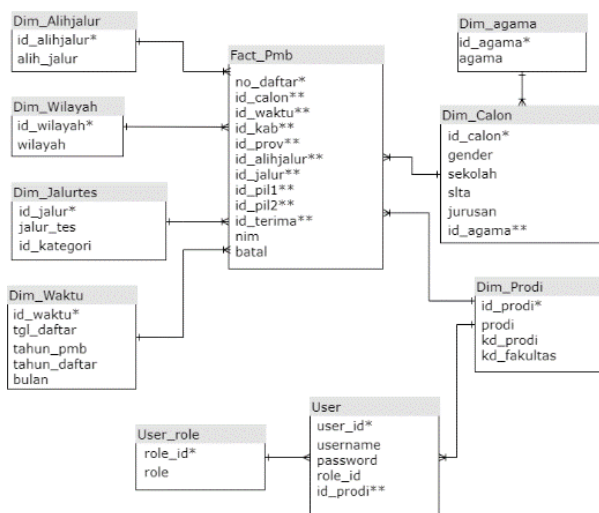 Dim_Alihjalur
id_alihjalur*
alih_jalur
Dim_Wilayah
id_wilayah*
wilayah
Dim_Jalurtes
id_jalur*
jalur_tes
id_kategori
Dim_Waktu
id_waktu*
tgl_daftar
tahun_pmb
tahun_daftar
bulan
Fact_Pmb
no_daftar*
id_calon**
id_waktu**
id_kab**
id_prov**
id_alihjalur**
id_jalur**
id_pil1**
id_pil2**
id_terima**
nim
batal
Dim_agama
id_agama*
agama
Dim_Calon
id_calon*
gender
sekolah
slta
jurusan
id_agama**
Dim_Prodi
id_prodi*
prodi
kd_prodi
kd_fakultas
User_role
role_id*
role
User
user_id*
username
password
role_id
id_prodi**